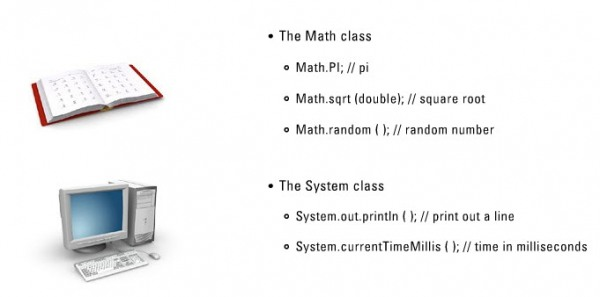 • The Math class
∘ Math.PI; // pi
∘ Math.sqrt (double); // square root
∘ Math.random ( ); // random number
• The System class
∘ System.out.println ( ); // print out a line
∘ System.currentTimeMillis ( ); // time in milliseconds